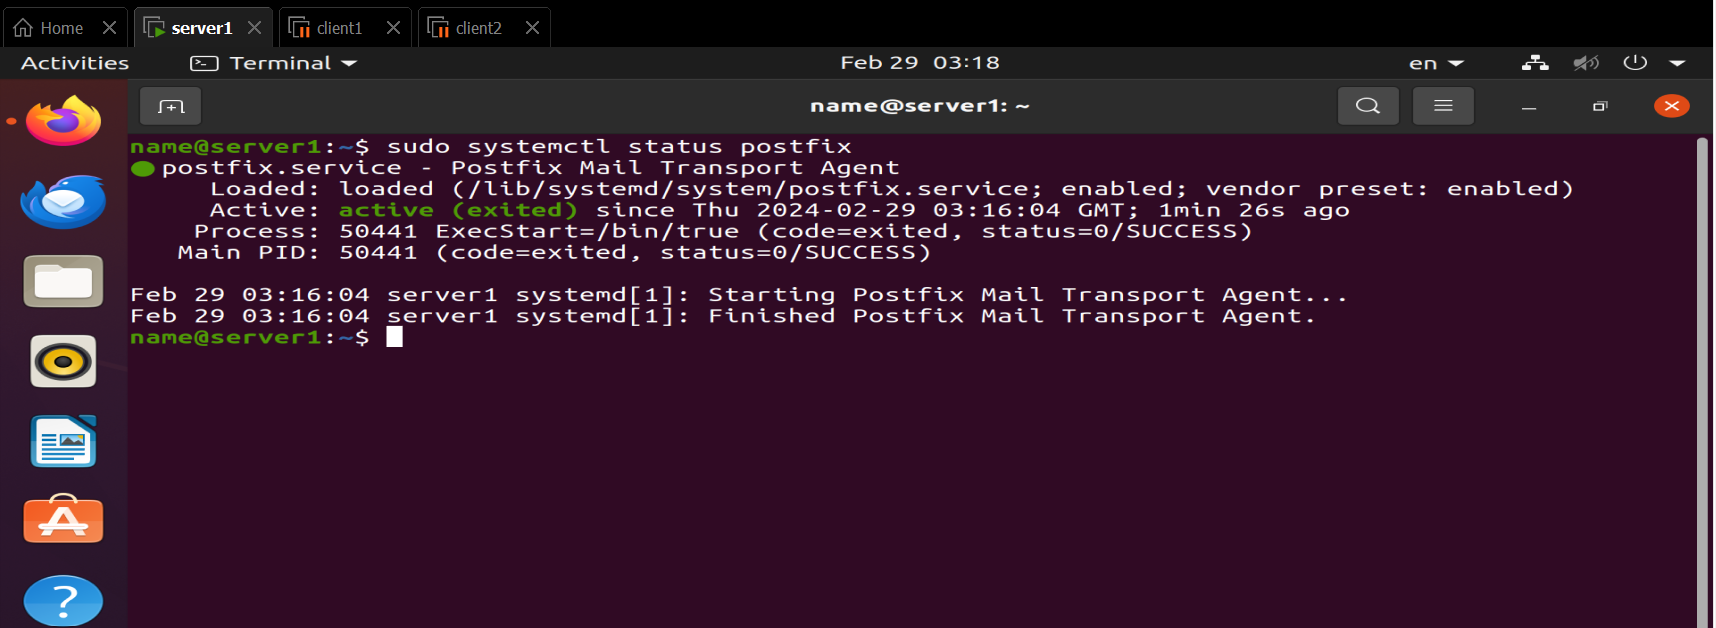 Home server1 client1 client2
Activities Terminal Feb 29 03:18 en
name@server1: ~
name@server1:~$ sudo systemctl status postfix
● postfix.service - Postfix Mail Transport Agent
Loaded: loaded (/lib/systemd/system/postfix.service; enabled; vendor preset: enabled)
Active: active (exited) since Thu 2024-02-29 03:16:04 GMT; 1min 26s ago
Process: 50441 ExecStart=/bin/true (code=exited, status=0/SUCCESS)
Main PID: 50441 (code=exited, status=0/SUCCESS)
Feb 29 03:16:04 server1 systemd[1]: Starting Postfix Mail Transport Agent...
Feb 29 03:16:04 server1 systemd[1]: Finished Postfix Mail Transport Agent.
name@server1:~$